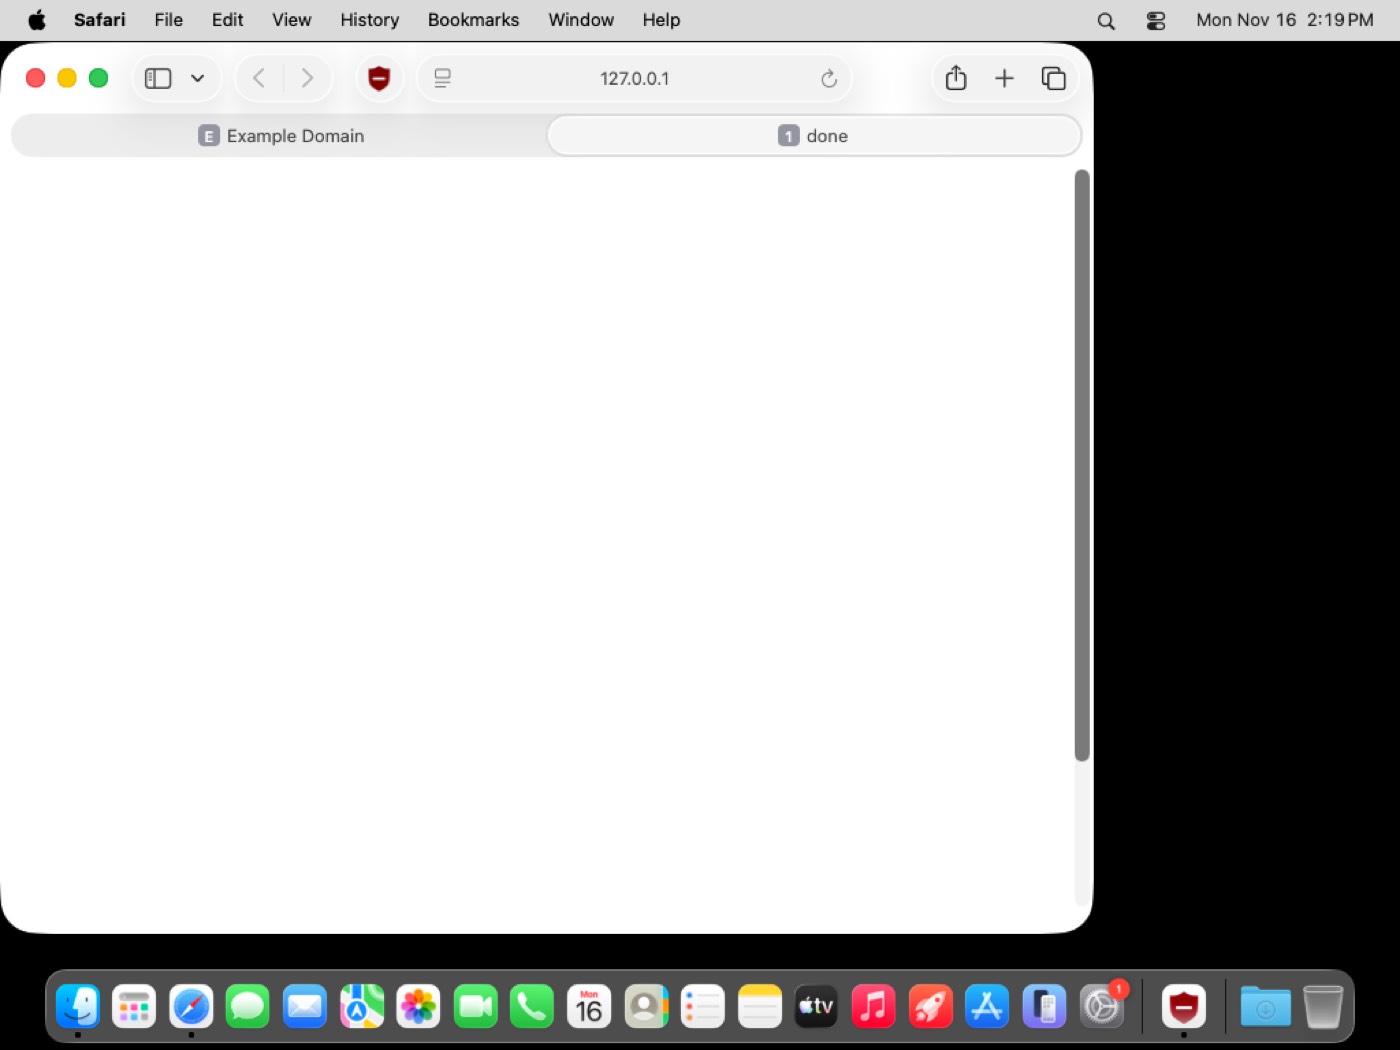 Safari File Edit View History Bookmarks Window Help Mon Nov 16 2:19 PM
127.0.0.1
E Example Domain 1 done
Mon
16
tv
1